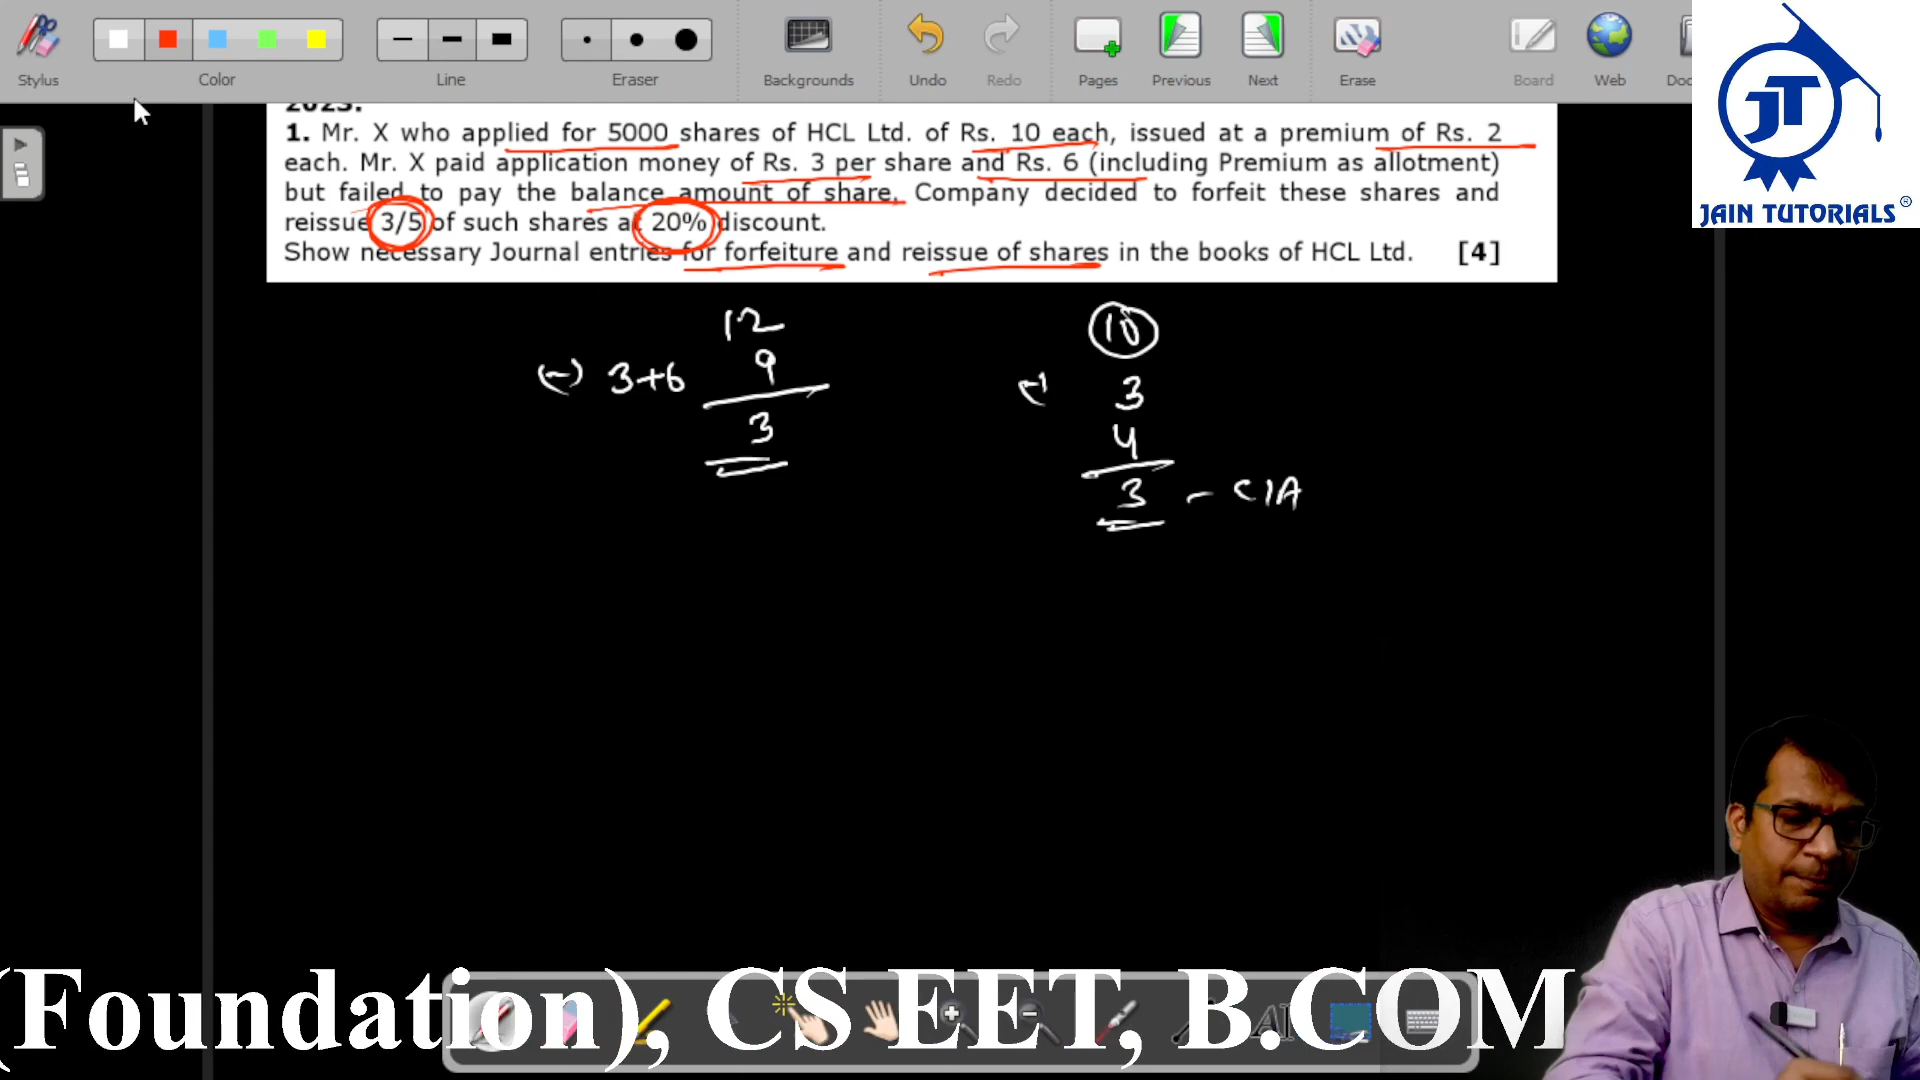 Stylus Color Line Eraser Backgrounds Undo Redo Pages Previous Next Erase Board Web
JT
JAIN TUTORIALS®
2023.
1. Mr. X who applied for 5000 shares of HCL Ltd. of Rs. 10 each, issued at a premium of Rs. 2
each. Mr. X paid application money of Rs. 3 per share and Rs. 6 (including Premium as allotment)
but failed to pay the balance amount of share. Company decided to forfeit these shares and
reissue 3/5 of such shares at 20% discount.
Show necessary Journal entries for forfeiture and reissue of shares in the books of HCL Ltd. [4]
12
(-) 3+6 9
3
10
(-) 3
4
3 - CIA
(Foundation), CS EET, B.COM